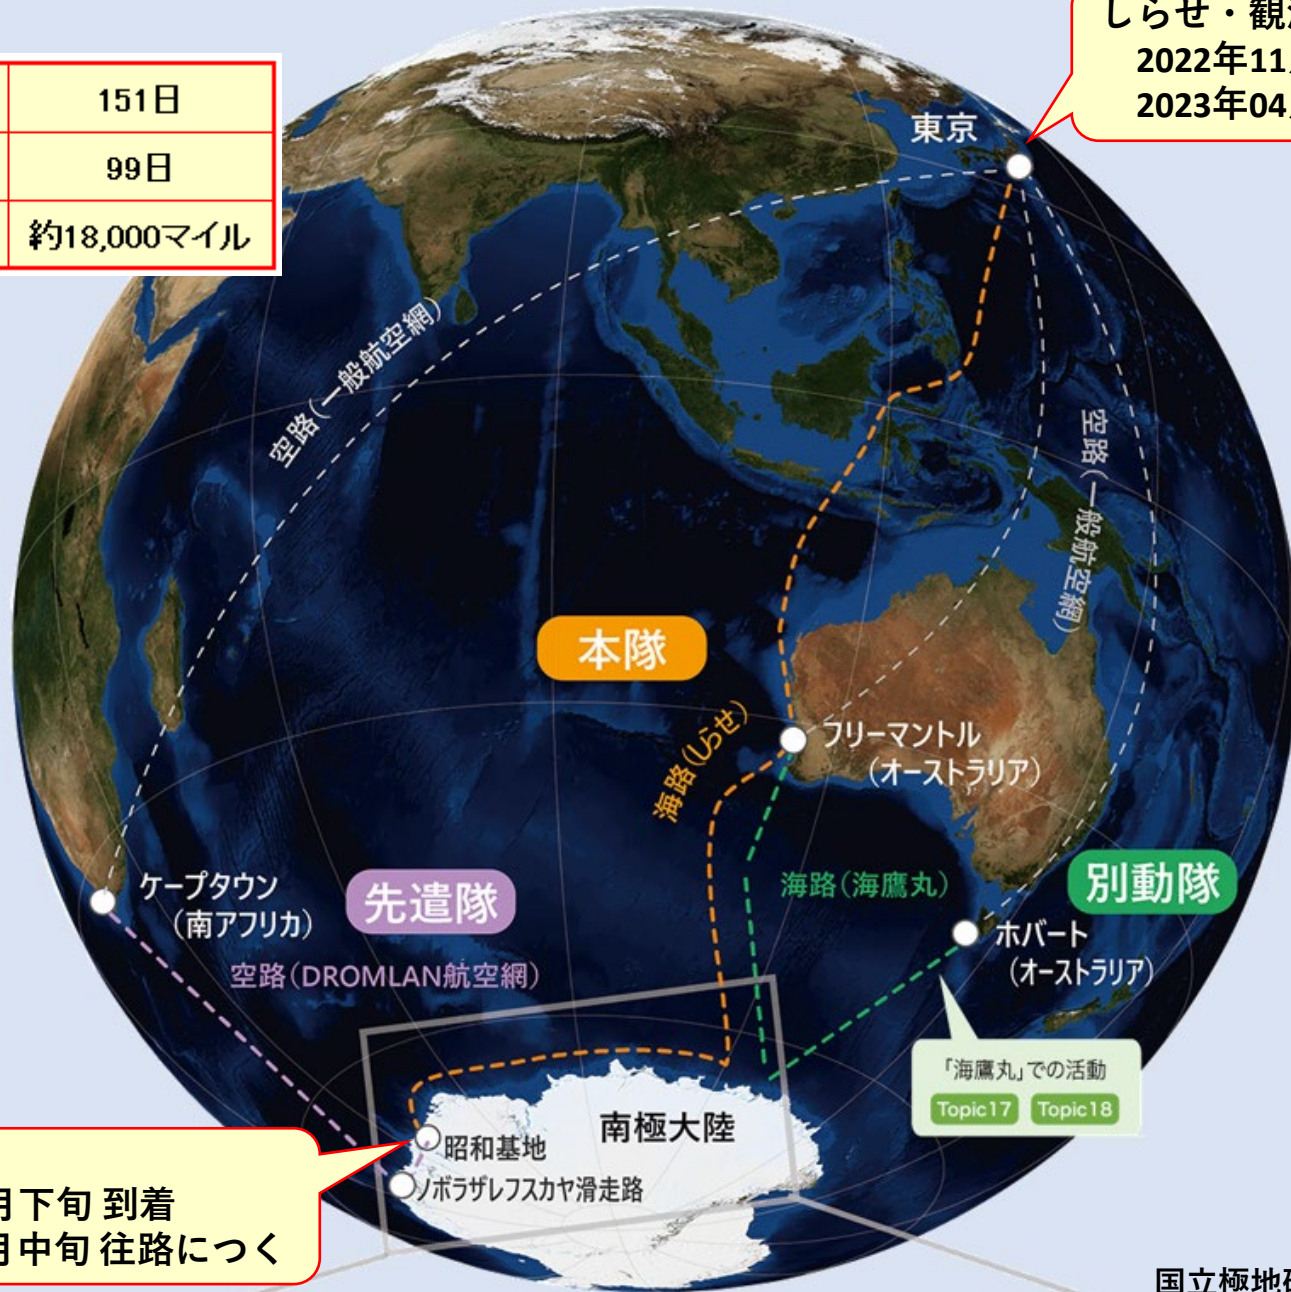 しらせ・観
2022年11
2023年04
151日
99日
約18,000マイル
東京
空路(一般航空網)
空路(一般航空網)
本隊
海路(しらせ)
フリーマントル
(オーストラリア)
ケープタウン
(南アフリカ)
先遣隊
空路(DROMLAN航空網)
海路(海鷹丸)
別動隊
ホバート
(オーストラリア)
「海鷹丸」での活動
Topic17 Topic18
南極大陸
昭和基地
ノボラザレフスカヤ滑走路
月下旬 到着
月中旬 往路につく
国立極地